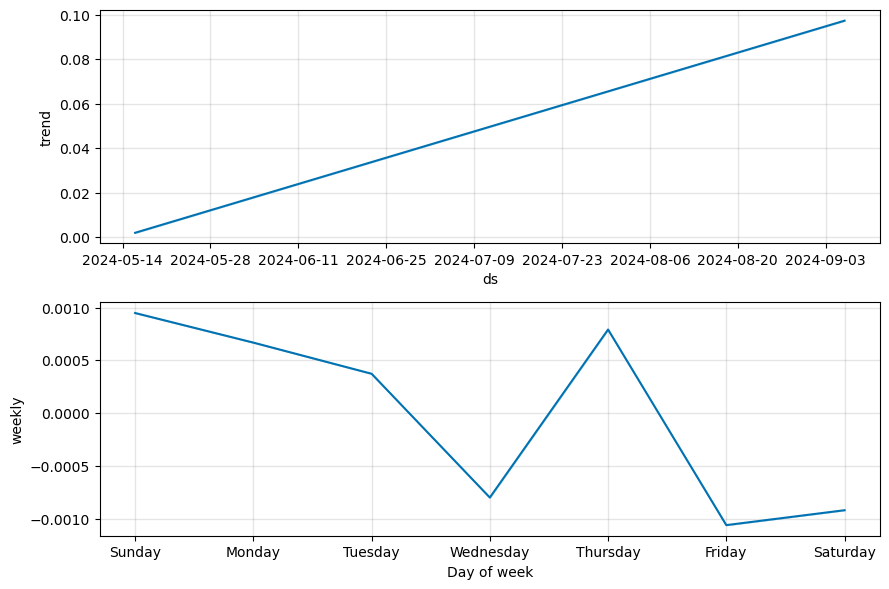 0.10
0.08
0.06
0.04
0.02
0.00
trend
2024-05-14 2024-05-28 2024-06-11 2024-06-25 2024-07-09 2024-07-23 2024-08-06 2024-08-20 2024-09-03
ds
0.0010
0.0005
0.0000
−0.0005
−0.0010
weekly
Sunday Monday Tuesday Wednesday Thursday Friday Saturday
Day of week